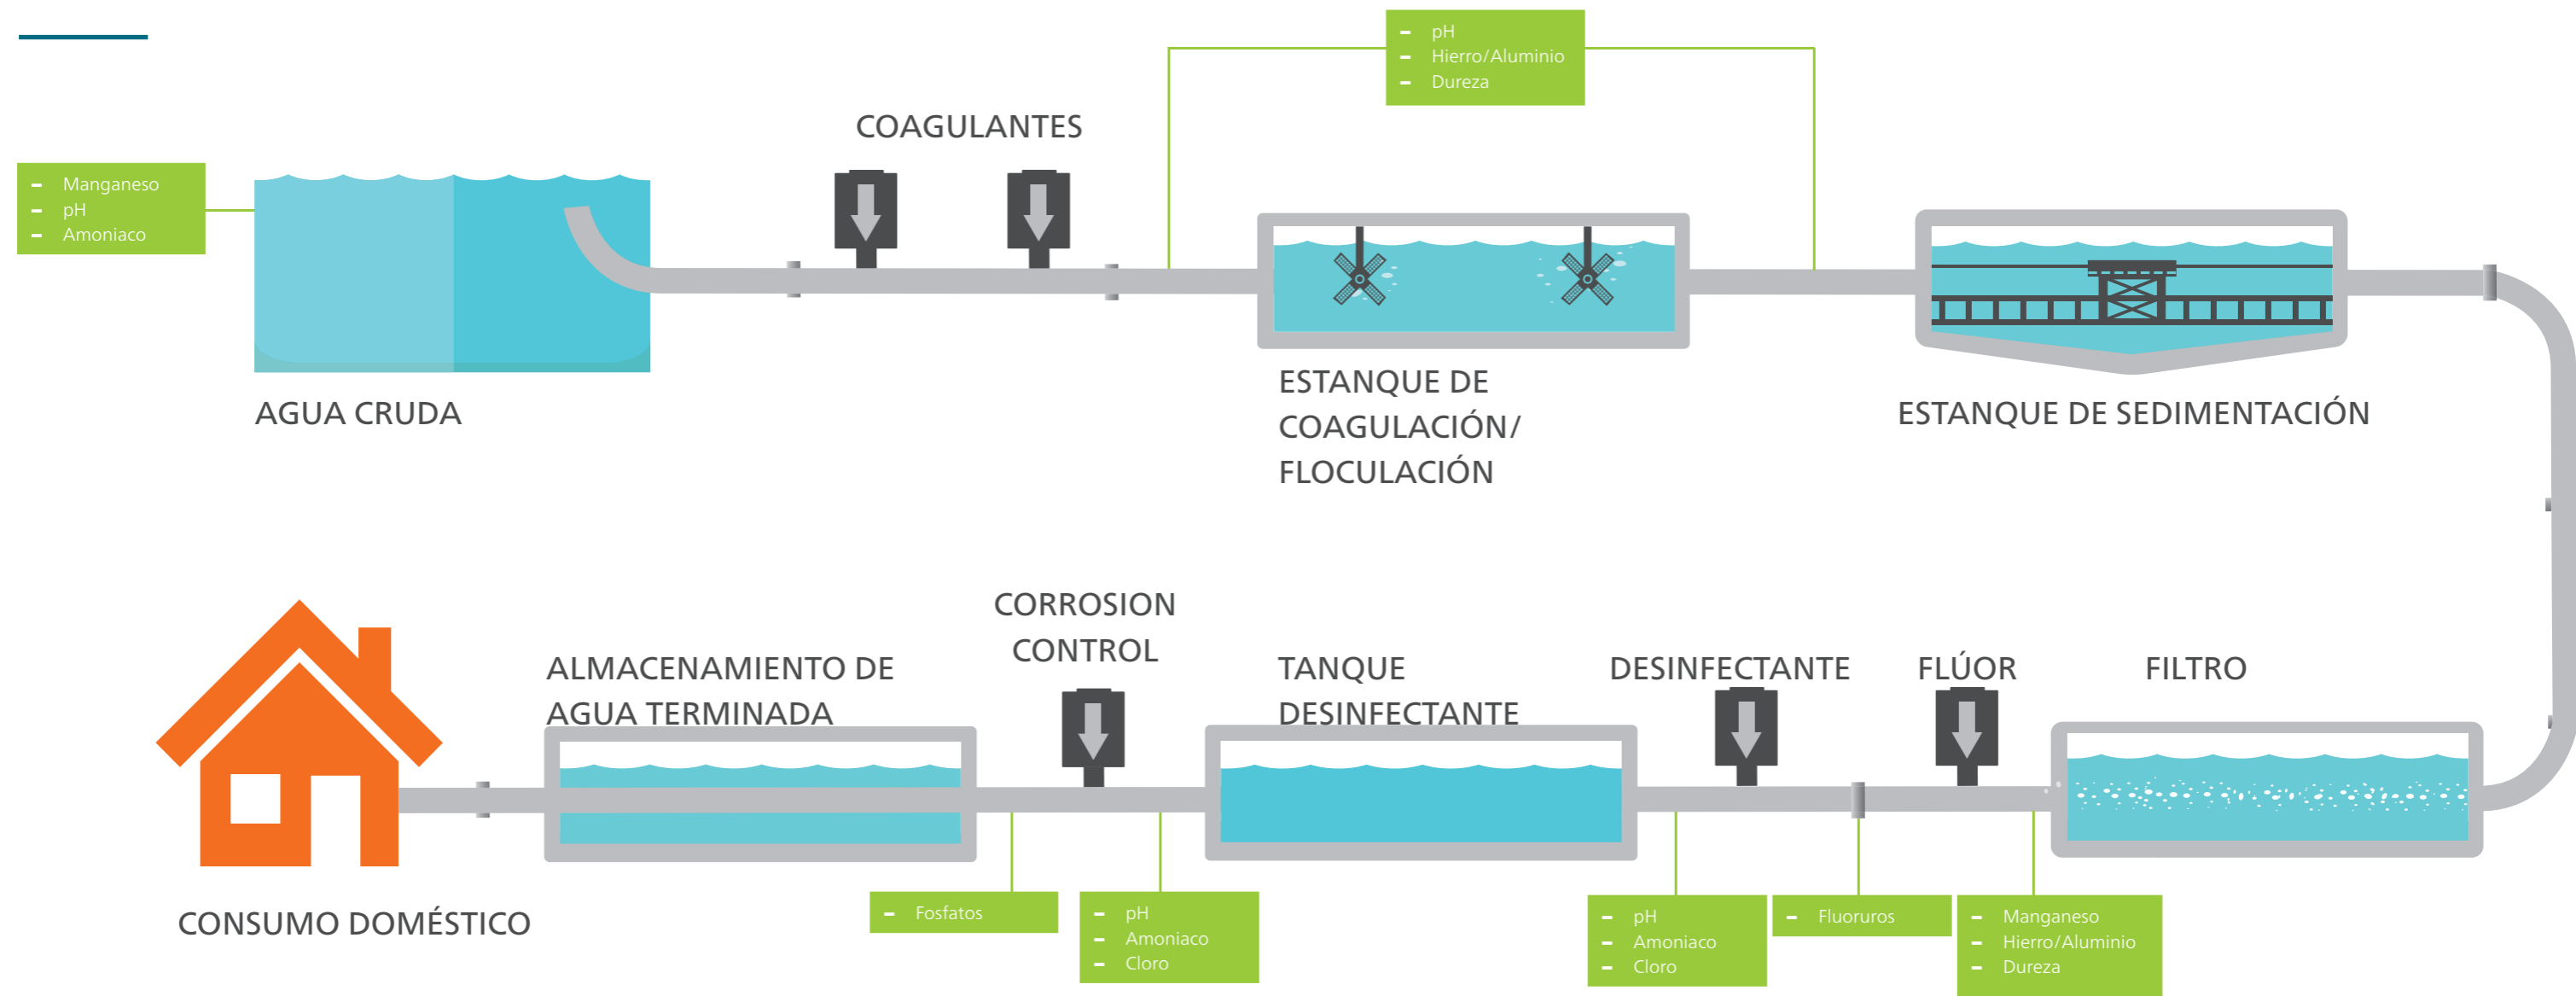 - pH
- Hierro/Aluminio
- Dureza
COAGULANTES
- Manganeso
- pH
- Amoniaco
AGUA CRUDA
ESTANQUE DE
COAGULACIÓN/
FLOCULACIÓN
ESTANQUE DE SEDIMENTACIÓN
CONSUMO DOMÉSTICO
ALMACENAMIENTO DE
AGUA TERMINADA
CORROSION
CONTROL
TANQUE
DESINFECTANTE
DESINFECTANTE
FLÚOR
FILTRO
- Fosfatos
- pH
- Amoniaco
- Cloro
- pH
- Amoniaco
- Cloro
- Fluoruros
- Manganeso
- Hierro/Aluminio
- Dureza